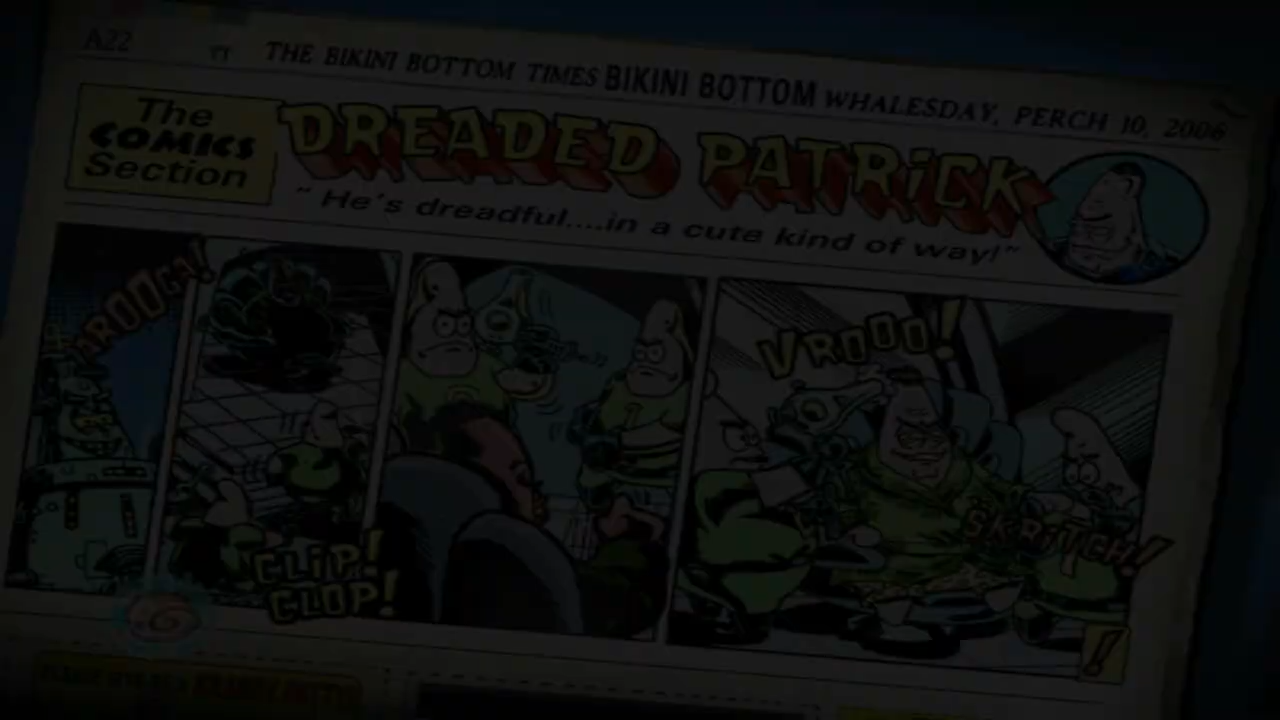 A22
THE BIKINI BOTTOM TIMES BIKINI BOTTOM WHALESDAY, PERCH 10, 2006
The
COMICS
Section
DREADED PATRiCK
“ He's dreadful....in a cute kind of way!”
AROOGA!
CLiP!
CLOP!
VROOO!
SKRiTCH!
!